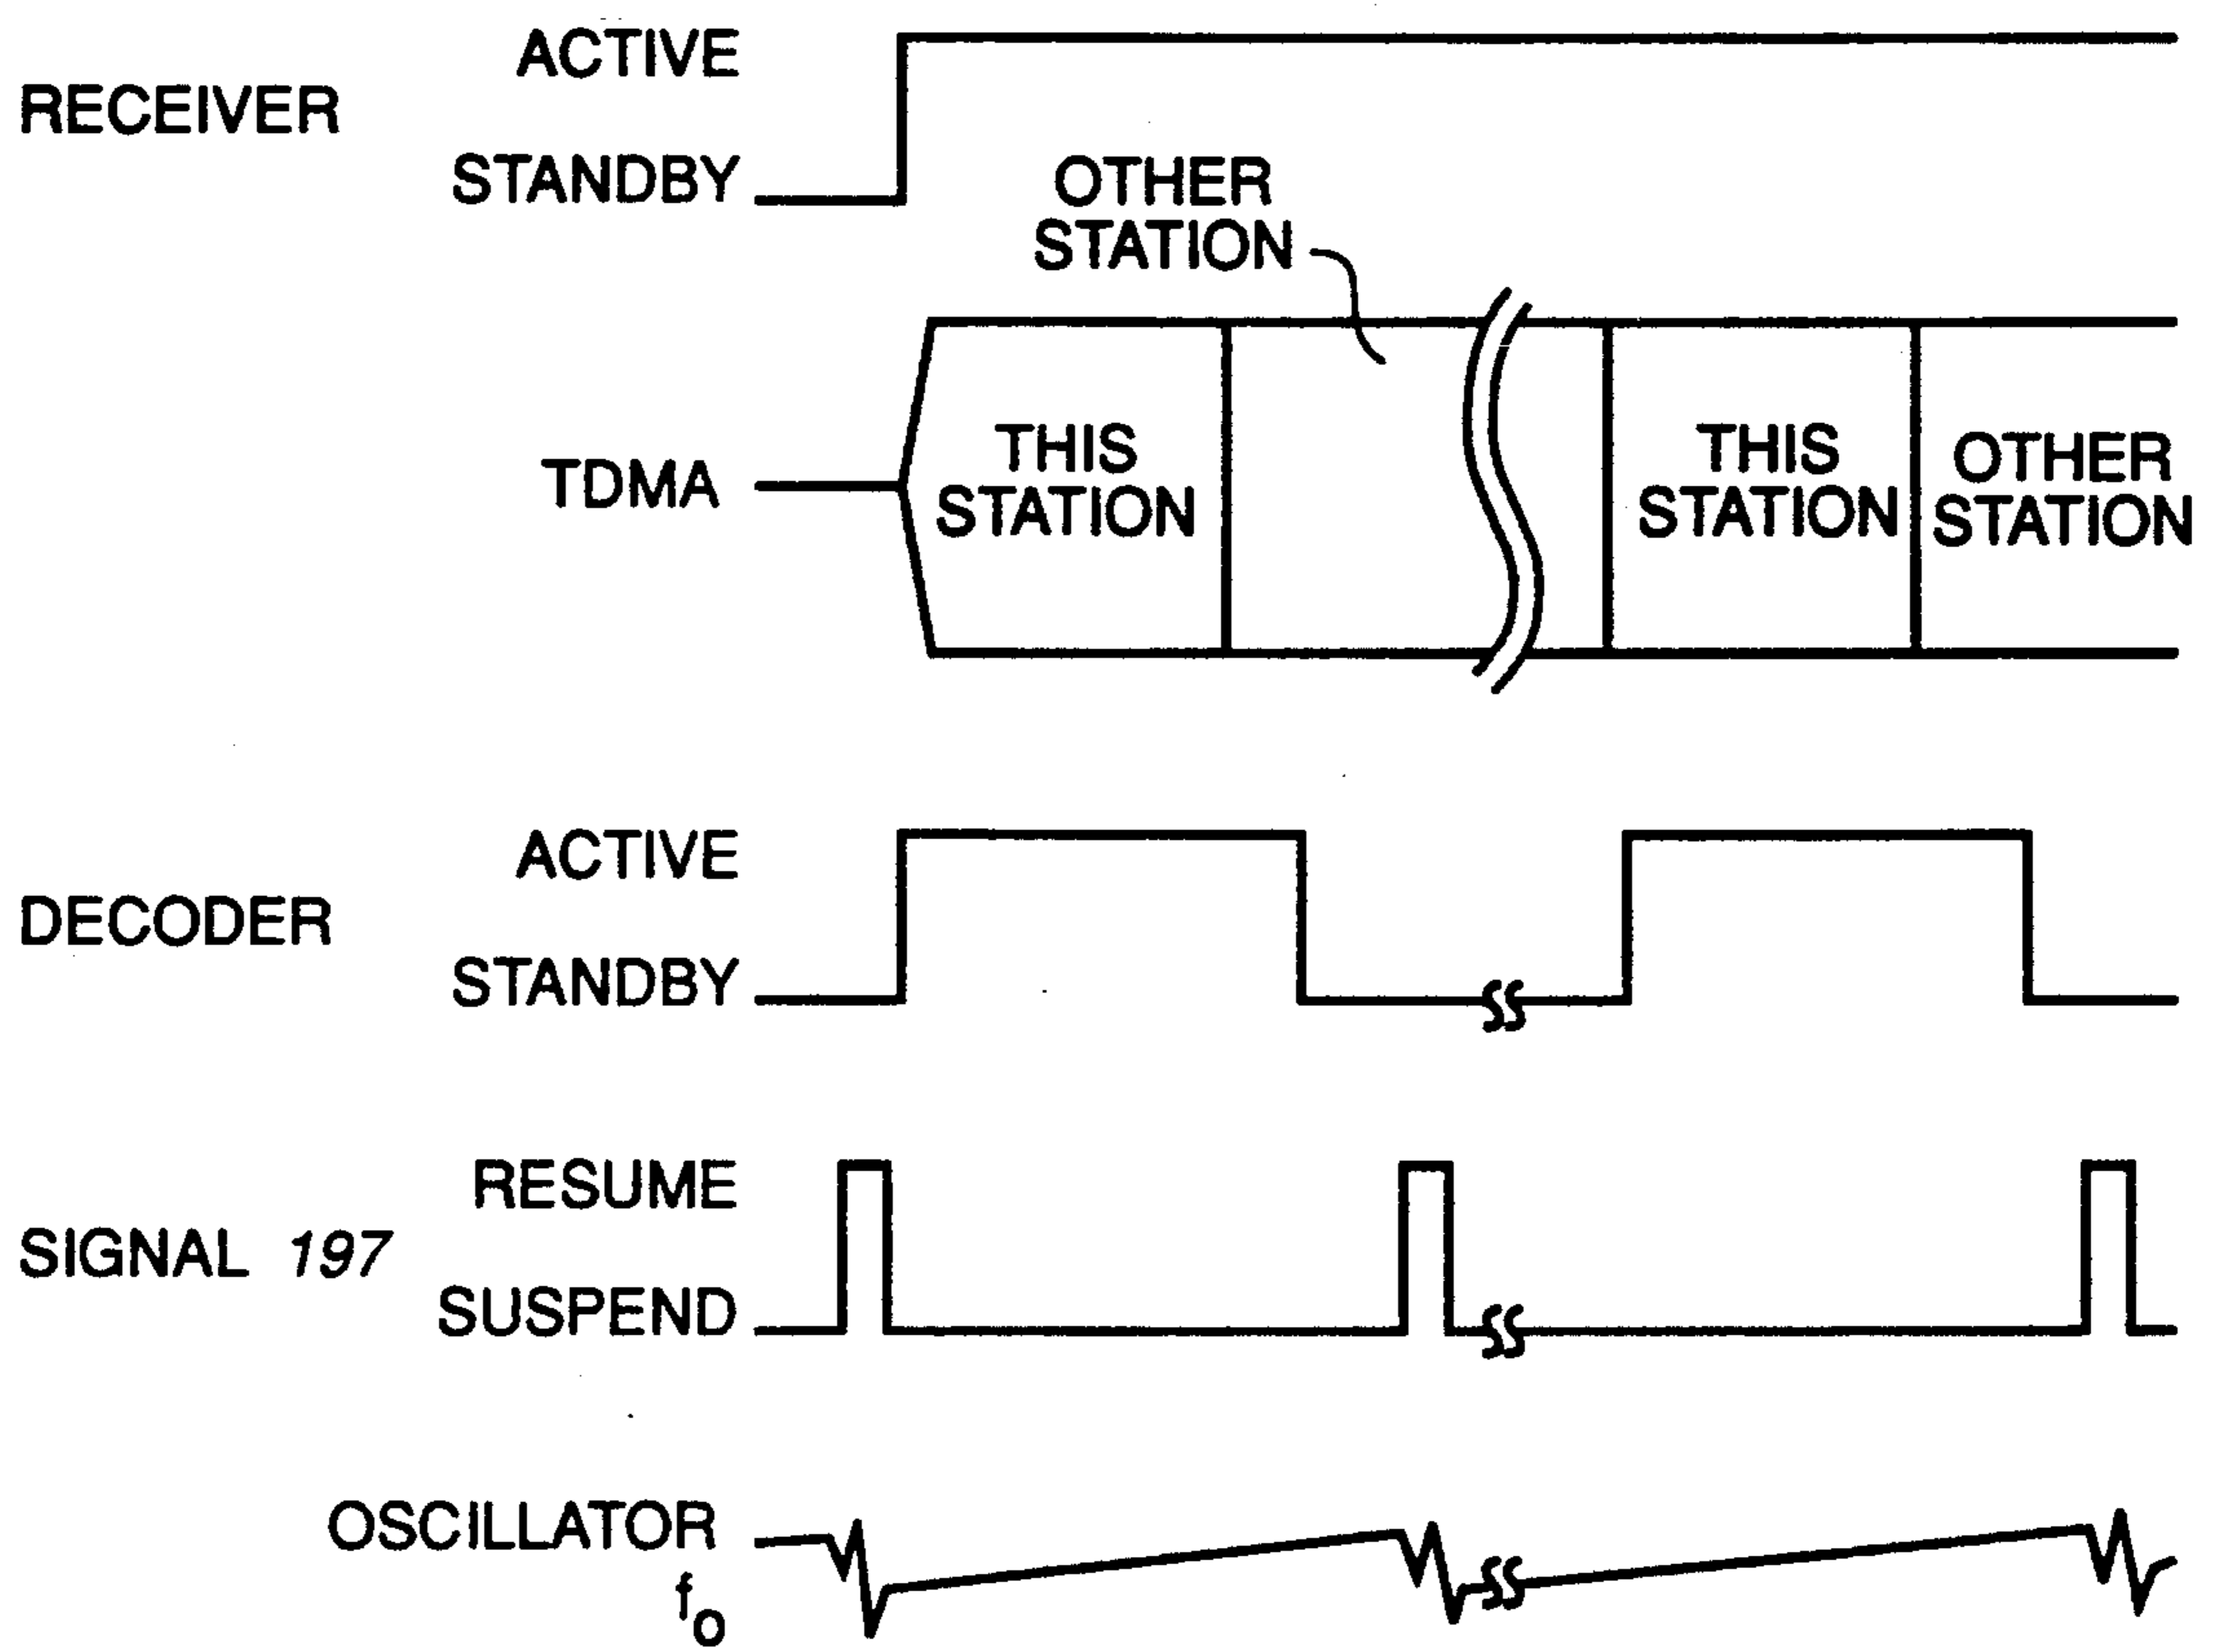 ACTIVE
RECEIVER
STANDBY
OTHER
STATION
TDMA
THIS
STATION
THIS
STATION
OTHER
STATION
ACTIVE
DECODER
STANDBY
RESUME
SIGNAL 197
SUSPEND
OSCILLATOR
fo